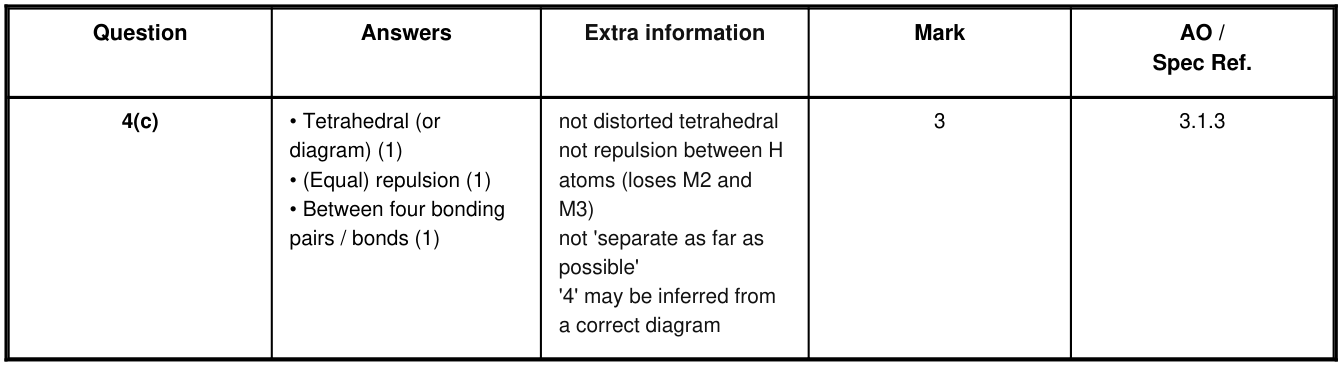 Question
Answers
Extra information
Mark
AO /
Spec Ref.
4(c)
• Tetrahedral (or
diagram) (1)
• (Equal) repulsion (1)
• Between four bonding
pairs / bonds (1)
not distorted tetrahedral
not repulsion between H
atoms (loses M2 and
M3)
not 'separate as far as
possible'
'4' may be inferred from
a correct diagram
3
3.1.3